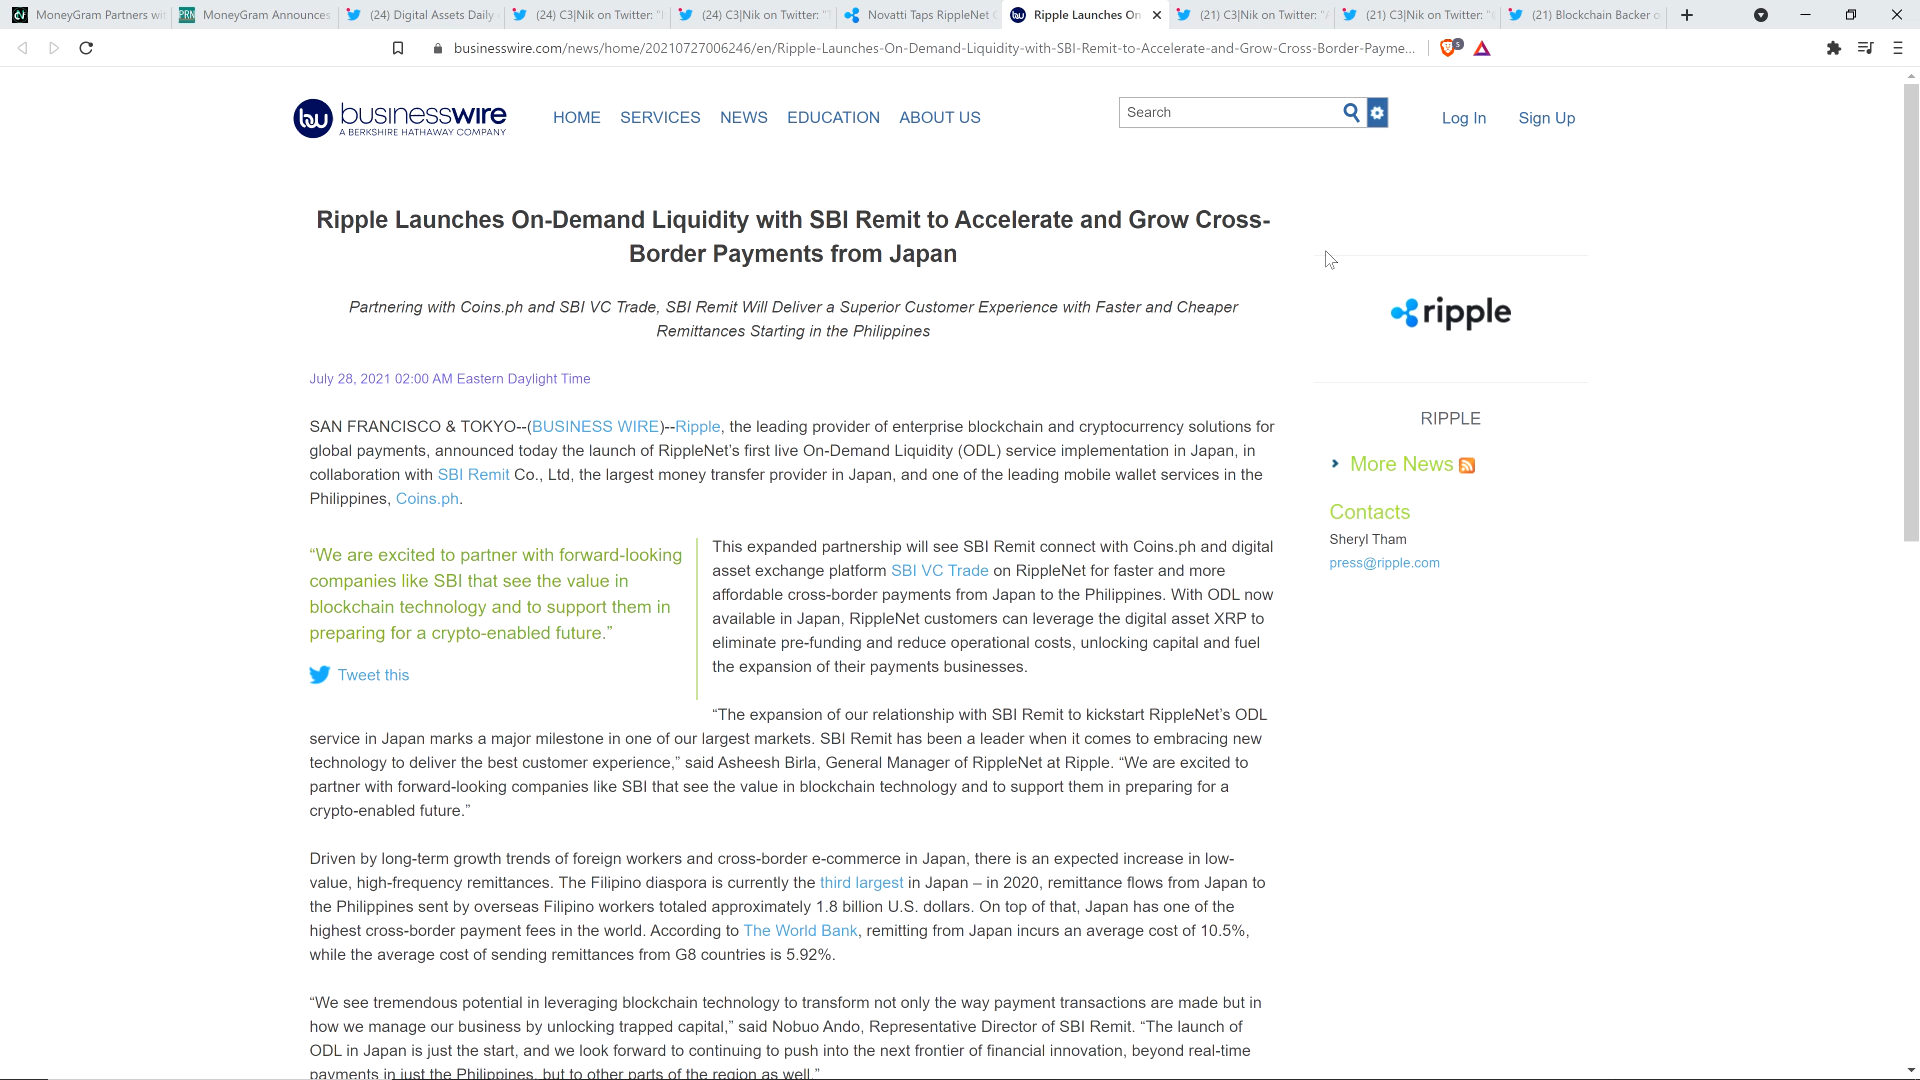 MoneyGram Partners wit
MoneyGram Announces
(24) Digital Assets Daily
(24) C3|Nik on Twitter: "
(24) C3|Nik on Twitter: "
Novatti Taps RippleNet
Ripple Launches On
(21) C3|Nik on Twitter: "
(21) C3|Nik on Twitter: "
(21) Blockchain Backer o
businesswire.com/news/home/20210727006246/en/Ripple-Launches-On-Demand-Liquidity-with-SBI-Remit-to-Accelerate-and-Grow-Cross-Border-Payme...
5
businesswire
A BERKSHIRE HATHAWAY COMPANY
HOME SERVICES NEWS EDUCATION ABOUT US
Search
Log In Sign Up
Ripple Launches On-Demand Liquidity with SBI Remit to Accelerate and Grow Cross-
Border Payments from Japan
Partnering with Coins.ph and SBI VC Trade, SBI Remit Will Deliver a Superior Customer Experience with Faster and Cheaper
Remittances Starting in the Philippines
July 28, 2021 02:00 AM Eastern Daylight Time
SAN FRANCISCO & TOKYO--(BUSINESS WIRE)--Ripple, the leading provider of enterprise blockchain and cryptocurrency solutions for
global payments, announced today the launch of RippleNet's first live On-Demand Liquidity (ODL) service implementation in Japan, in
collaboration with SBI Remit Co., Ltd, the largest money transfer provider in Japan, and one of the leading mobile wallet services in the
Philippines, Coins.ph.
“We are excited to partner with forward-looking
companies like SBI that see the value in
blockchain technology and to support them in
preparing for a crypto-enabled future.”
Tweet this
This expanded partnership will see SBI Remit connect with Coins.ph and digital
asset exchange platform SBI VC Trade on RippleNet for faster and more
affordable cross-border payments from Japan to the Philippines. With ODL now
available in Japan, RippleNet customers can leverage the digital asset XRP to
eliminate pre-funding and reduce operational costs, unlocking capital and fuel
the expansion of their payments businesses.
“The expansion of our relationship with SBI Remit to kickstart RippleNet's ODL
service in Japan marks a major milestone in one of our largest markets. SBI Remit has been a leader when it comes to embracing new
technology to deliver the best customer experience,” said Asheesh Birla, General Manager of RippleNet at Ripple. “We are excited to
partner with forward-looking companies like SBI that see the value in blockchain technology and to support them in preparing for a
crypto-enabled future.”
Driven by long-term growth trends of foreign workers and cross-border e-commerce in Japan, there is an expected increase in low-
value, high-frequency remittances. The Filipino diaspora is currently the third largest in Japan – in 2020, remittance flows from Japan to
the Philippines sent by overseas Filipino workers totaled approximately 1.8 billion U.S. dollars. On top of that, Japan has one of the
highest cross-border payment fees in the world. According to The World Bank, remitting from Japan incurs an average cost of 10.5%,
while the average cost of sending remittances from G8 countries is 5.92%.
“We see tremendous potential in leveraging blockchain technology to transform not only the way payment transactions are made but in
how we manage our business by unlocking trapped capital,” said Nobuo Ando, Representative Director of SBI Remit. “The launch of
ODL in Japan is just the start, and we look forward to continuing to push into the next frontier of financial innovation, beyond real-time
payments in just the Philippines, but to other parts of the region as well.”
ripple
RIPPLE
More News
Contacts
Sheryl Tham
press@ripple.com